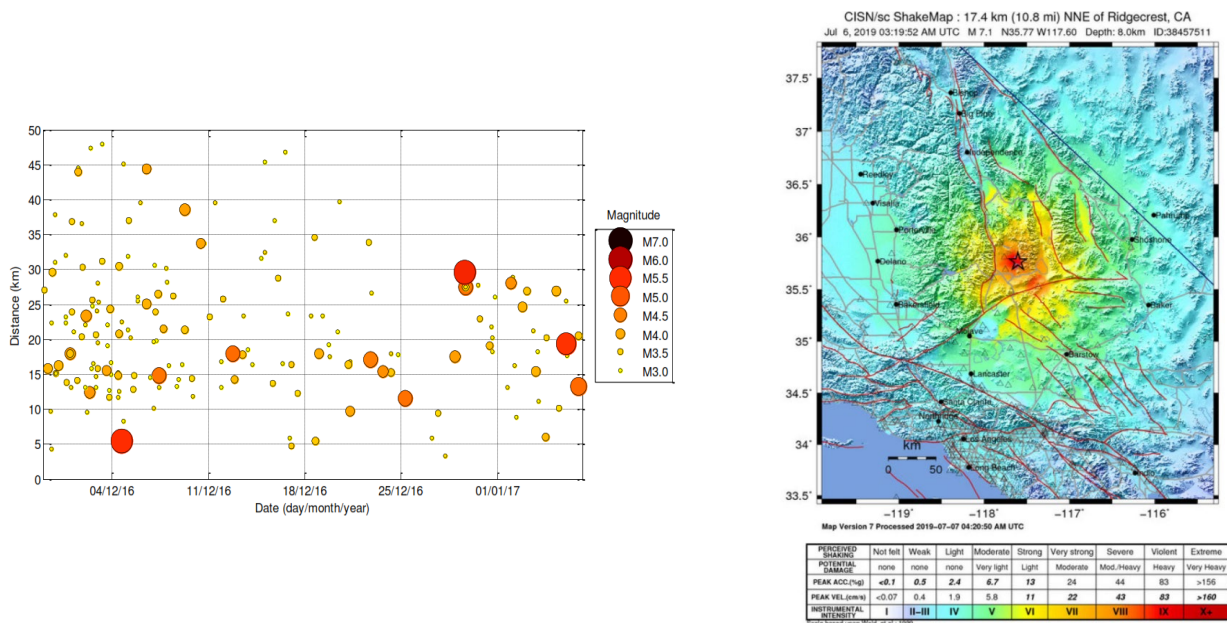 50
45
40
35
30
25
20
15
10
5
0
Distance (km)
04/12/16 11/12/16 18/12/16 25/12/16 01/01/17
Date (day/month/year)
Magnitude
M7.0
M6.0
M5.5
M5.0
M4.5
M4.0
M3.5
M3.0
CISN/sc ShakeMap : 17.4 km (10.8 mi) NNE of Ridgecrest, CA
Jul 6, 2019 03:19:52 AM UTC M 7.1 N35.77 W117.60 Depth: 8.0km ID:38457511
37.5°
37°
36.5°
36°
35.5°
35°
34.5°
34°
33.5°
Bishop
Big Pine
Independence
Reedley
Visalia
Porterville
Delano
Bakersfield
Mojave
Lancaster
Santa Clarita
Northridge
Los Angeles
Long Beach
Indio
Barstow
Baker
Shoshone
Pahrump
km
0 50
-119° -118° -117° -116°
Map Version 7 Processed 2019-07-07 04:20:50 AM UTC
PERCEIVED SHAKING Not felt Weak Light Moderate Strong Very strong Severe Violent Extreme
POTENTIAL DAMAGE none none none Very light Light Moderate Mod./Heavy Heavy Very Heavy
PEAK ACC.(%g) <0.1 0.5 2.4 6.7 13 24 44 83 >156
PEAK VEL.(cm/s) <0.07 0.4 1.9 5.8 11 22 43 83 >160
INSTRUMENTAL INTENSITY I II-III IV V VI VII VIII IX X+